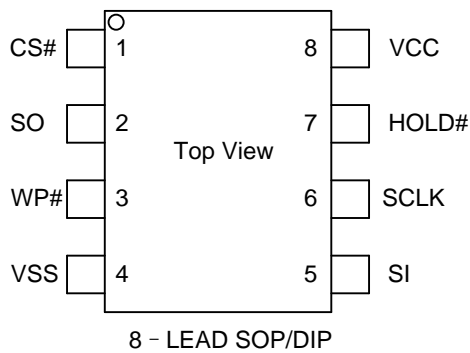 CS# 1 8 VCC
SO 2 7 HOLD#
Top View
WP# 3 6 SCLK
VSS 4 5 SI
8 - LEAD SOP/DIP